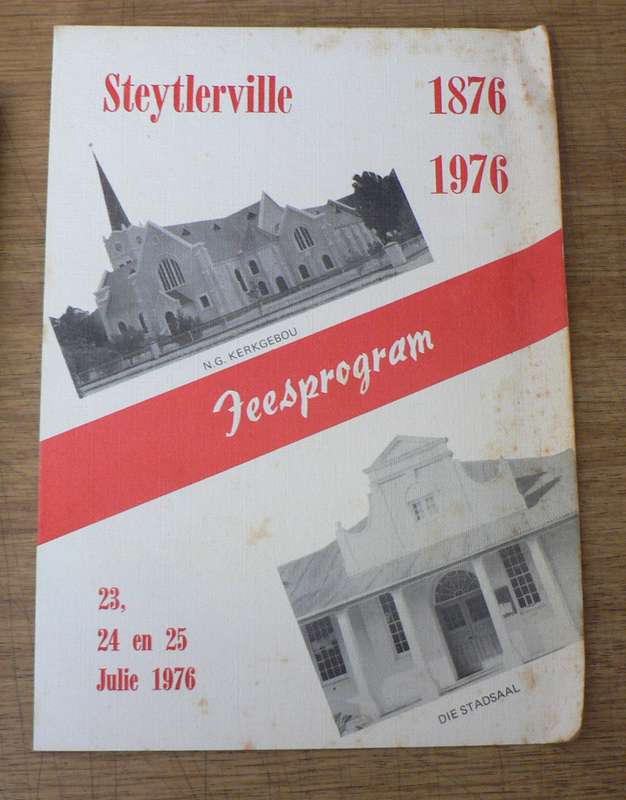 Steytlerville 1876
1976
N.G. KERKGEBOU
Feesprogram
DIE STADSAAL
23,
24 en 25
Julie 1976